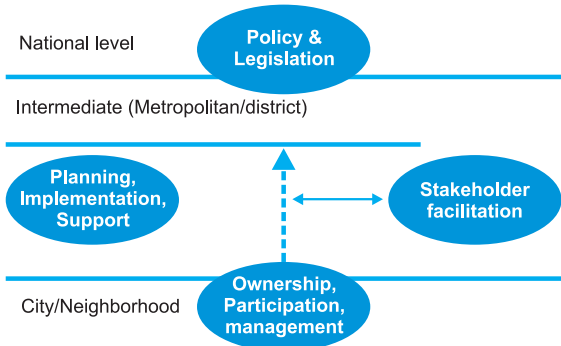 National level
Policy &
Legislation
Intermediate (Metropolitan/district)
Planning,
Implementation,
Support
Stakeholder
facilitation
City/Neighborhood
Ownership,
Participation,
management